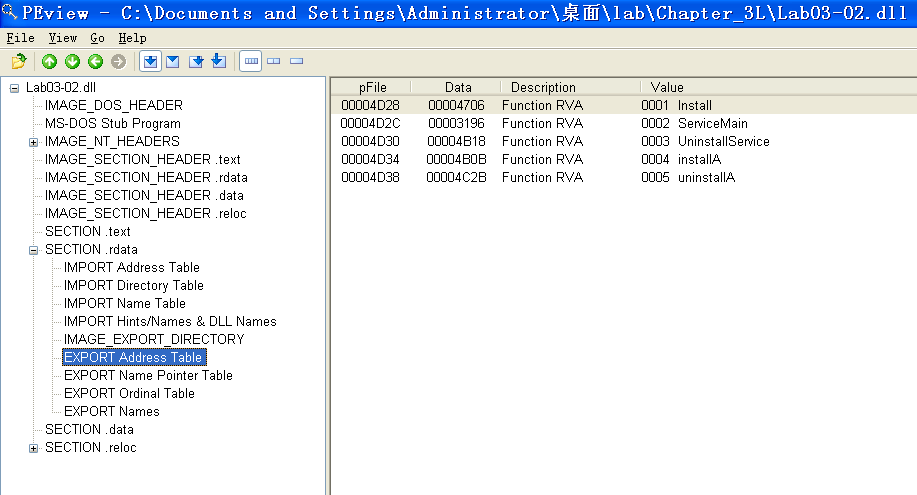 PEview - C:\Documents and Settings\Administrator\桌面\lab\Chapter_3L\Lab03-02.dll
File View Go Help
Lab03-02.dll
IMAGE_DOS_HEADER
MS-DOS Stub Program
IMAGE_NT_HEADERS
IMAGE_SECTION_HEADER .text
IMAGE_SECTION_HEADER .rdata
IMAGE_SECTION_HEADER .data
IMAGE_SECTION_HEADER .reloc
SECTION .text
SECTION .rdata
IMPORT Address Table
IMPORT Directory Table
IMPORT Name Table
IMPORT Hints/Names & DLL Names
IMAGE_EXPORT_DIRECTORY
EXPORT Address Table
EXPORT Name Pointer Table
EXPORT Ordinal Table
EXPORT Names
SECTION .data
SECTION .reloc
pFile Data Description Value
00004D28 00004706 Function RVA 0001 Install
00004D2C 00003196 Function RVA 0002 ServiceMain
00004D30 00004B18 Function RVA 0003 UninstallService
00004D34 00004B0B Function RVA 0004 installA
00004D38 00004C2B Function RVA 0005 uninstallA